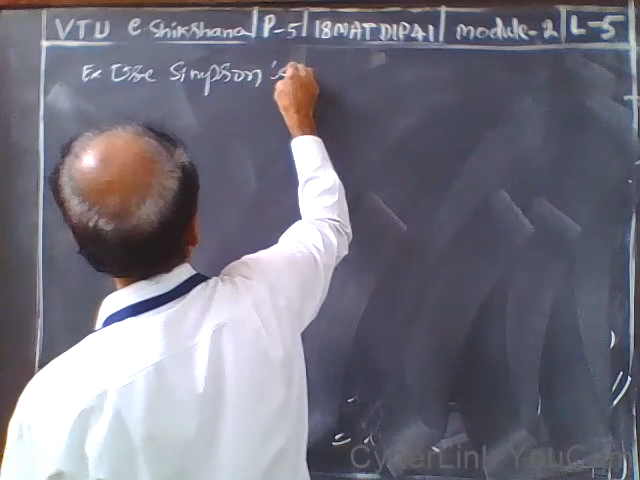 VTU e-Shikshana | P-5 | 18MATDIP41 | module-2 | L-5
Ex Use Simpson's
CyberLink YouCam